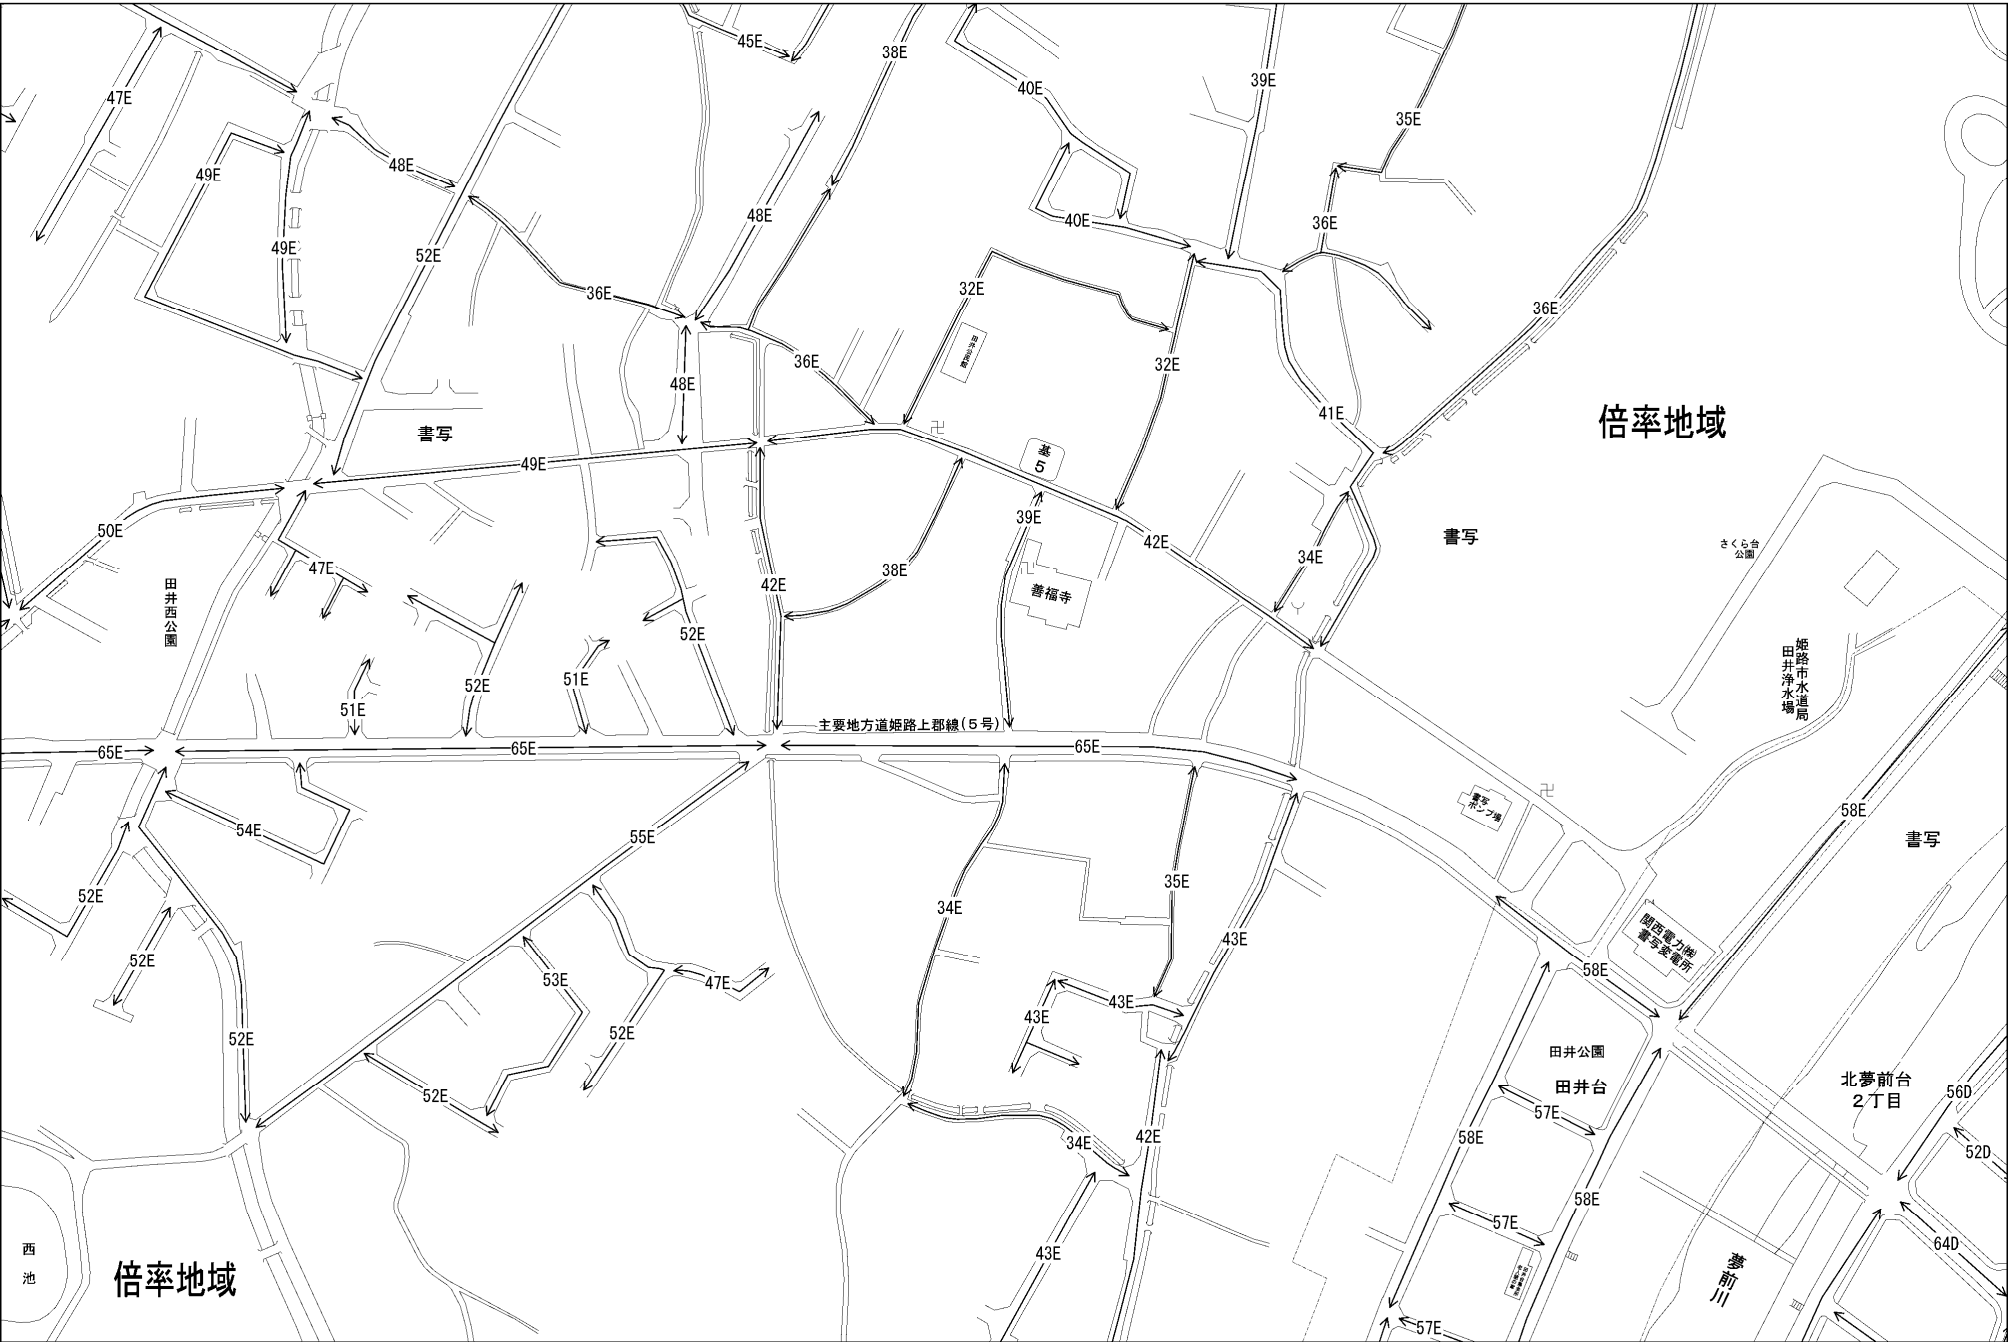 45E
38E
39E
40E
47E
35E
48E
49E
48E
40E
36E
49E
52E
36E
32E
36E
36E
32E
田井公民館
48E
41E
倍率地域
書写
卍
基
5
49E
39E
50E
42E
書写
さくら台
公園
34E
47E
38E
42E
善福寺
田井西公園
52E
姫路市水道局
田井浄水場
52E
51E
51E
主要地方道姫路上郡線(5号)
65E
65E
65E
卍
書写
ポンプ場
58E
書写
54E
55E
35E
52E
34E
43E
関西電力㈱
書写変電所
52E
58E
53E
47E
43E
43E
52E
52E
田井公園
田井台
北夢前台
2丁目
56D
52E
57E
42E
34E
58E
52D
58E
57E
64D
43E
西池
倍率地域
夢前川
57E